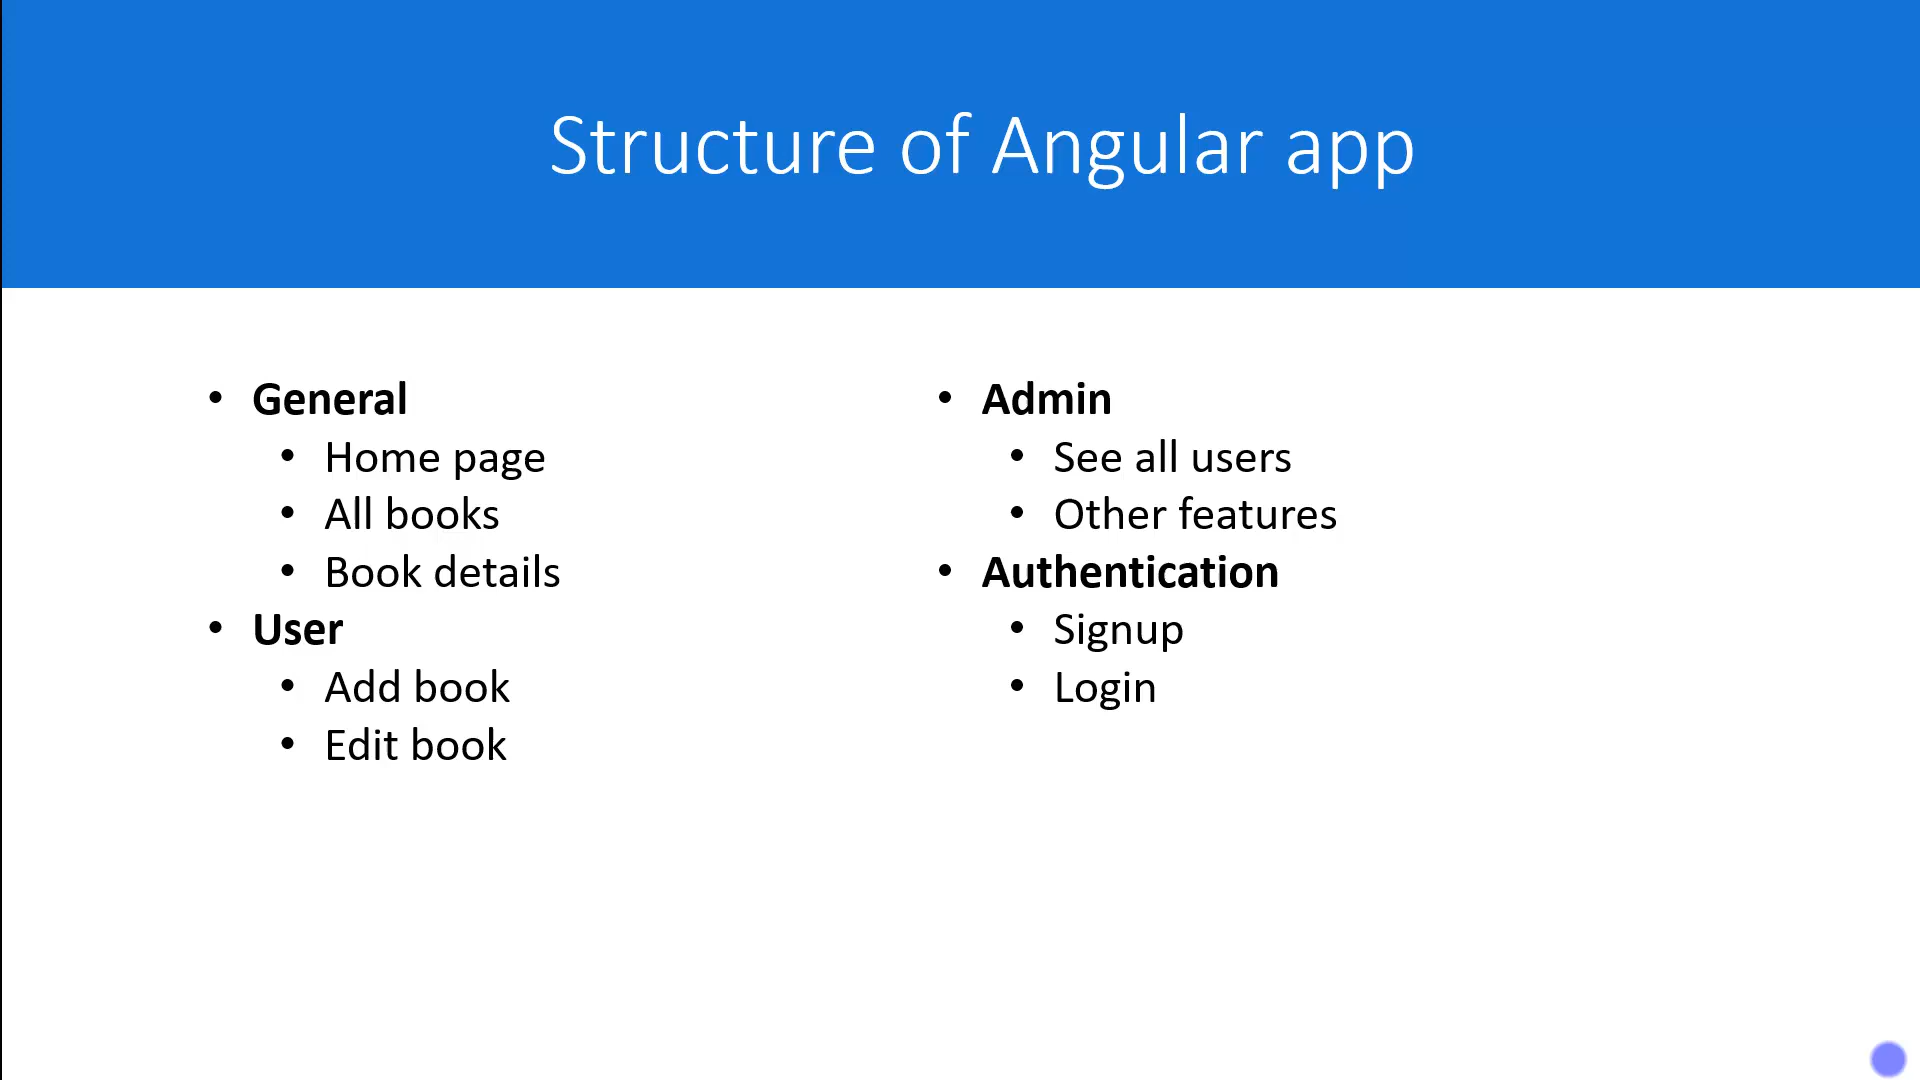 Structure of Angular app
• General
• Home page
• All books
• Book details
• User
• Add book
• Edit book
• Admin
• See all users
• Other features
• Authentication
• Signup
• Login